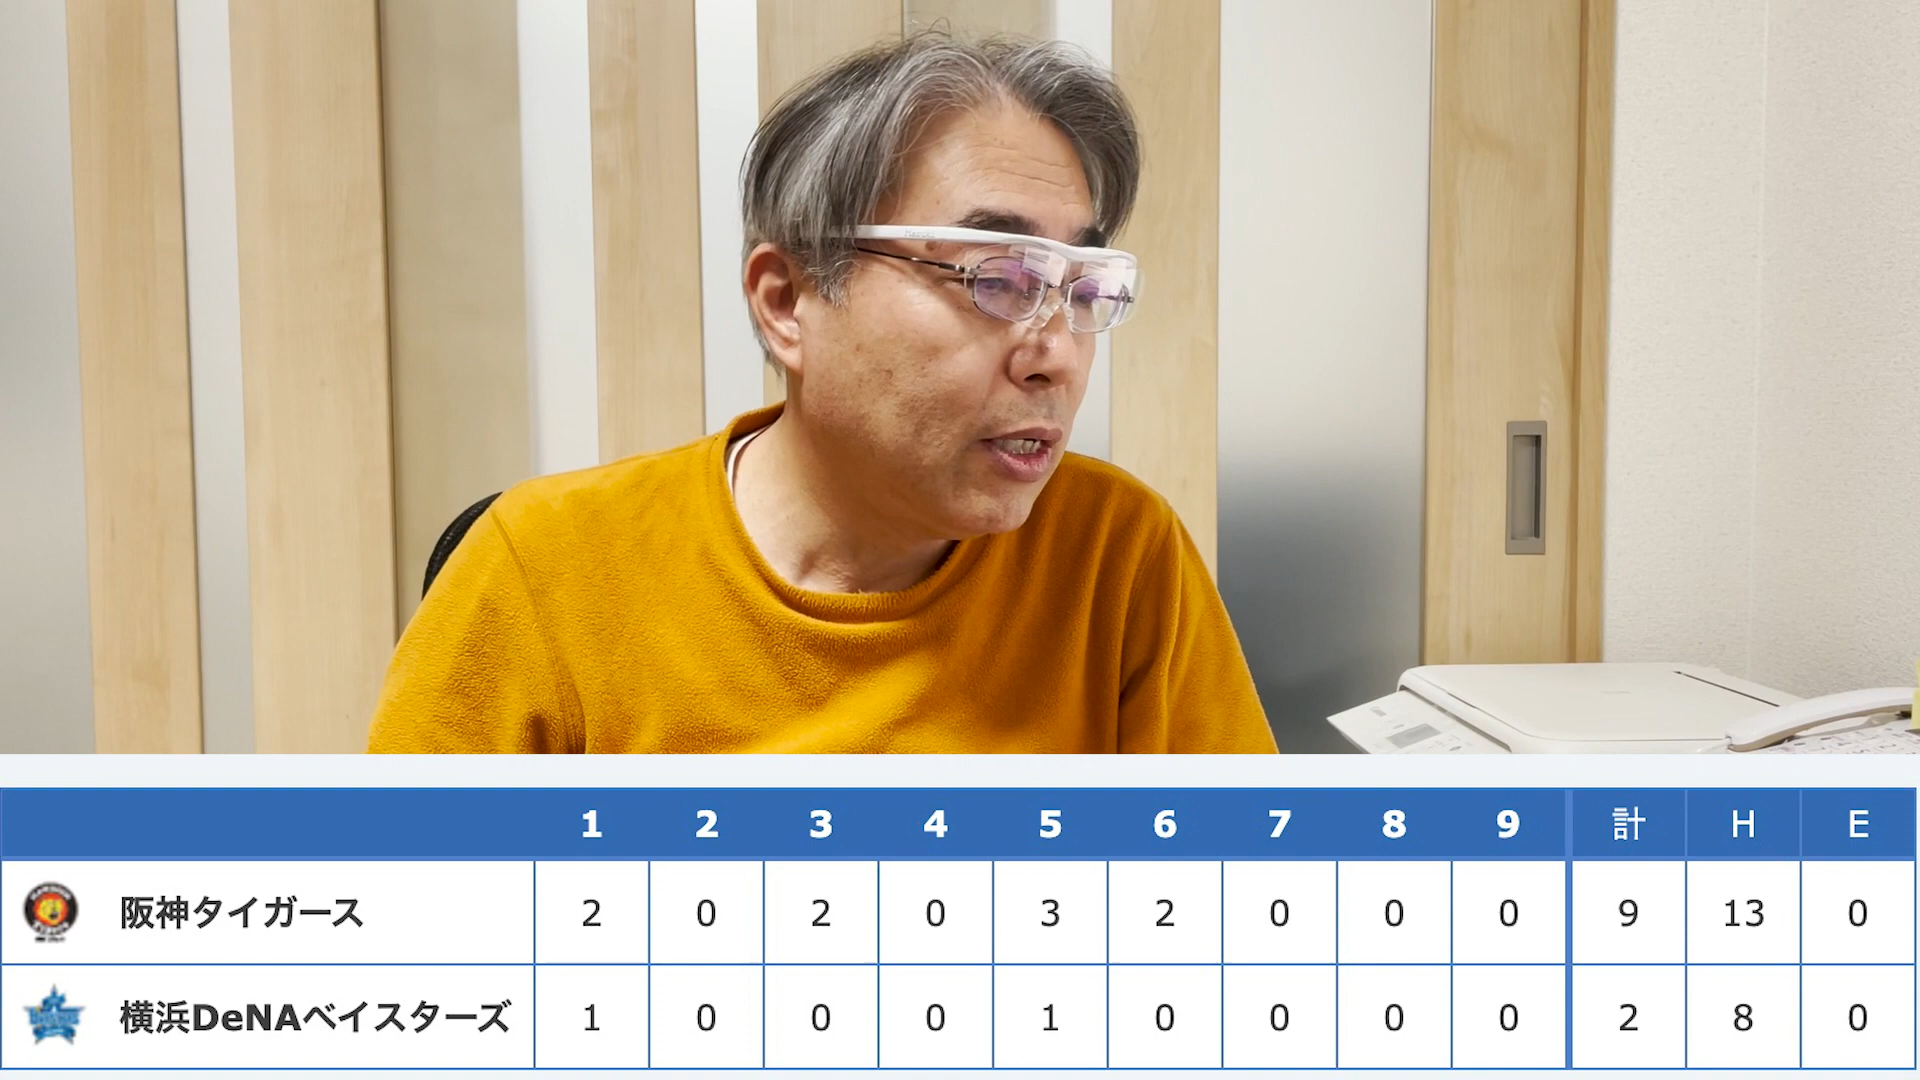 Hazuki
Canon
1 2 3 4 5 6 7 8 9 計 H E
阪神タイガース 2 0 2 0 3 2 0 0 0 9 13 0
横浜DeNAベイスターズ 1 0 0 0 1 0 0 0 0 2 8 0